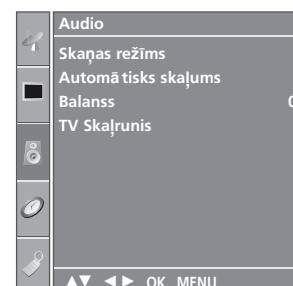 Audio
Skaņas režīms
Automā tisks skaļums
Balanss 0
TV Skaļrunis
▲▼ ◄► OK MENU